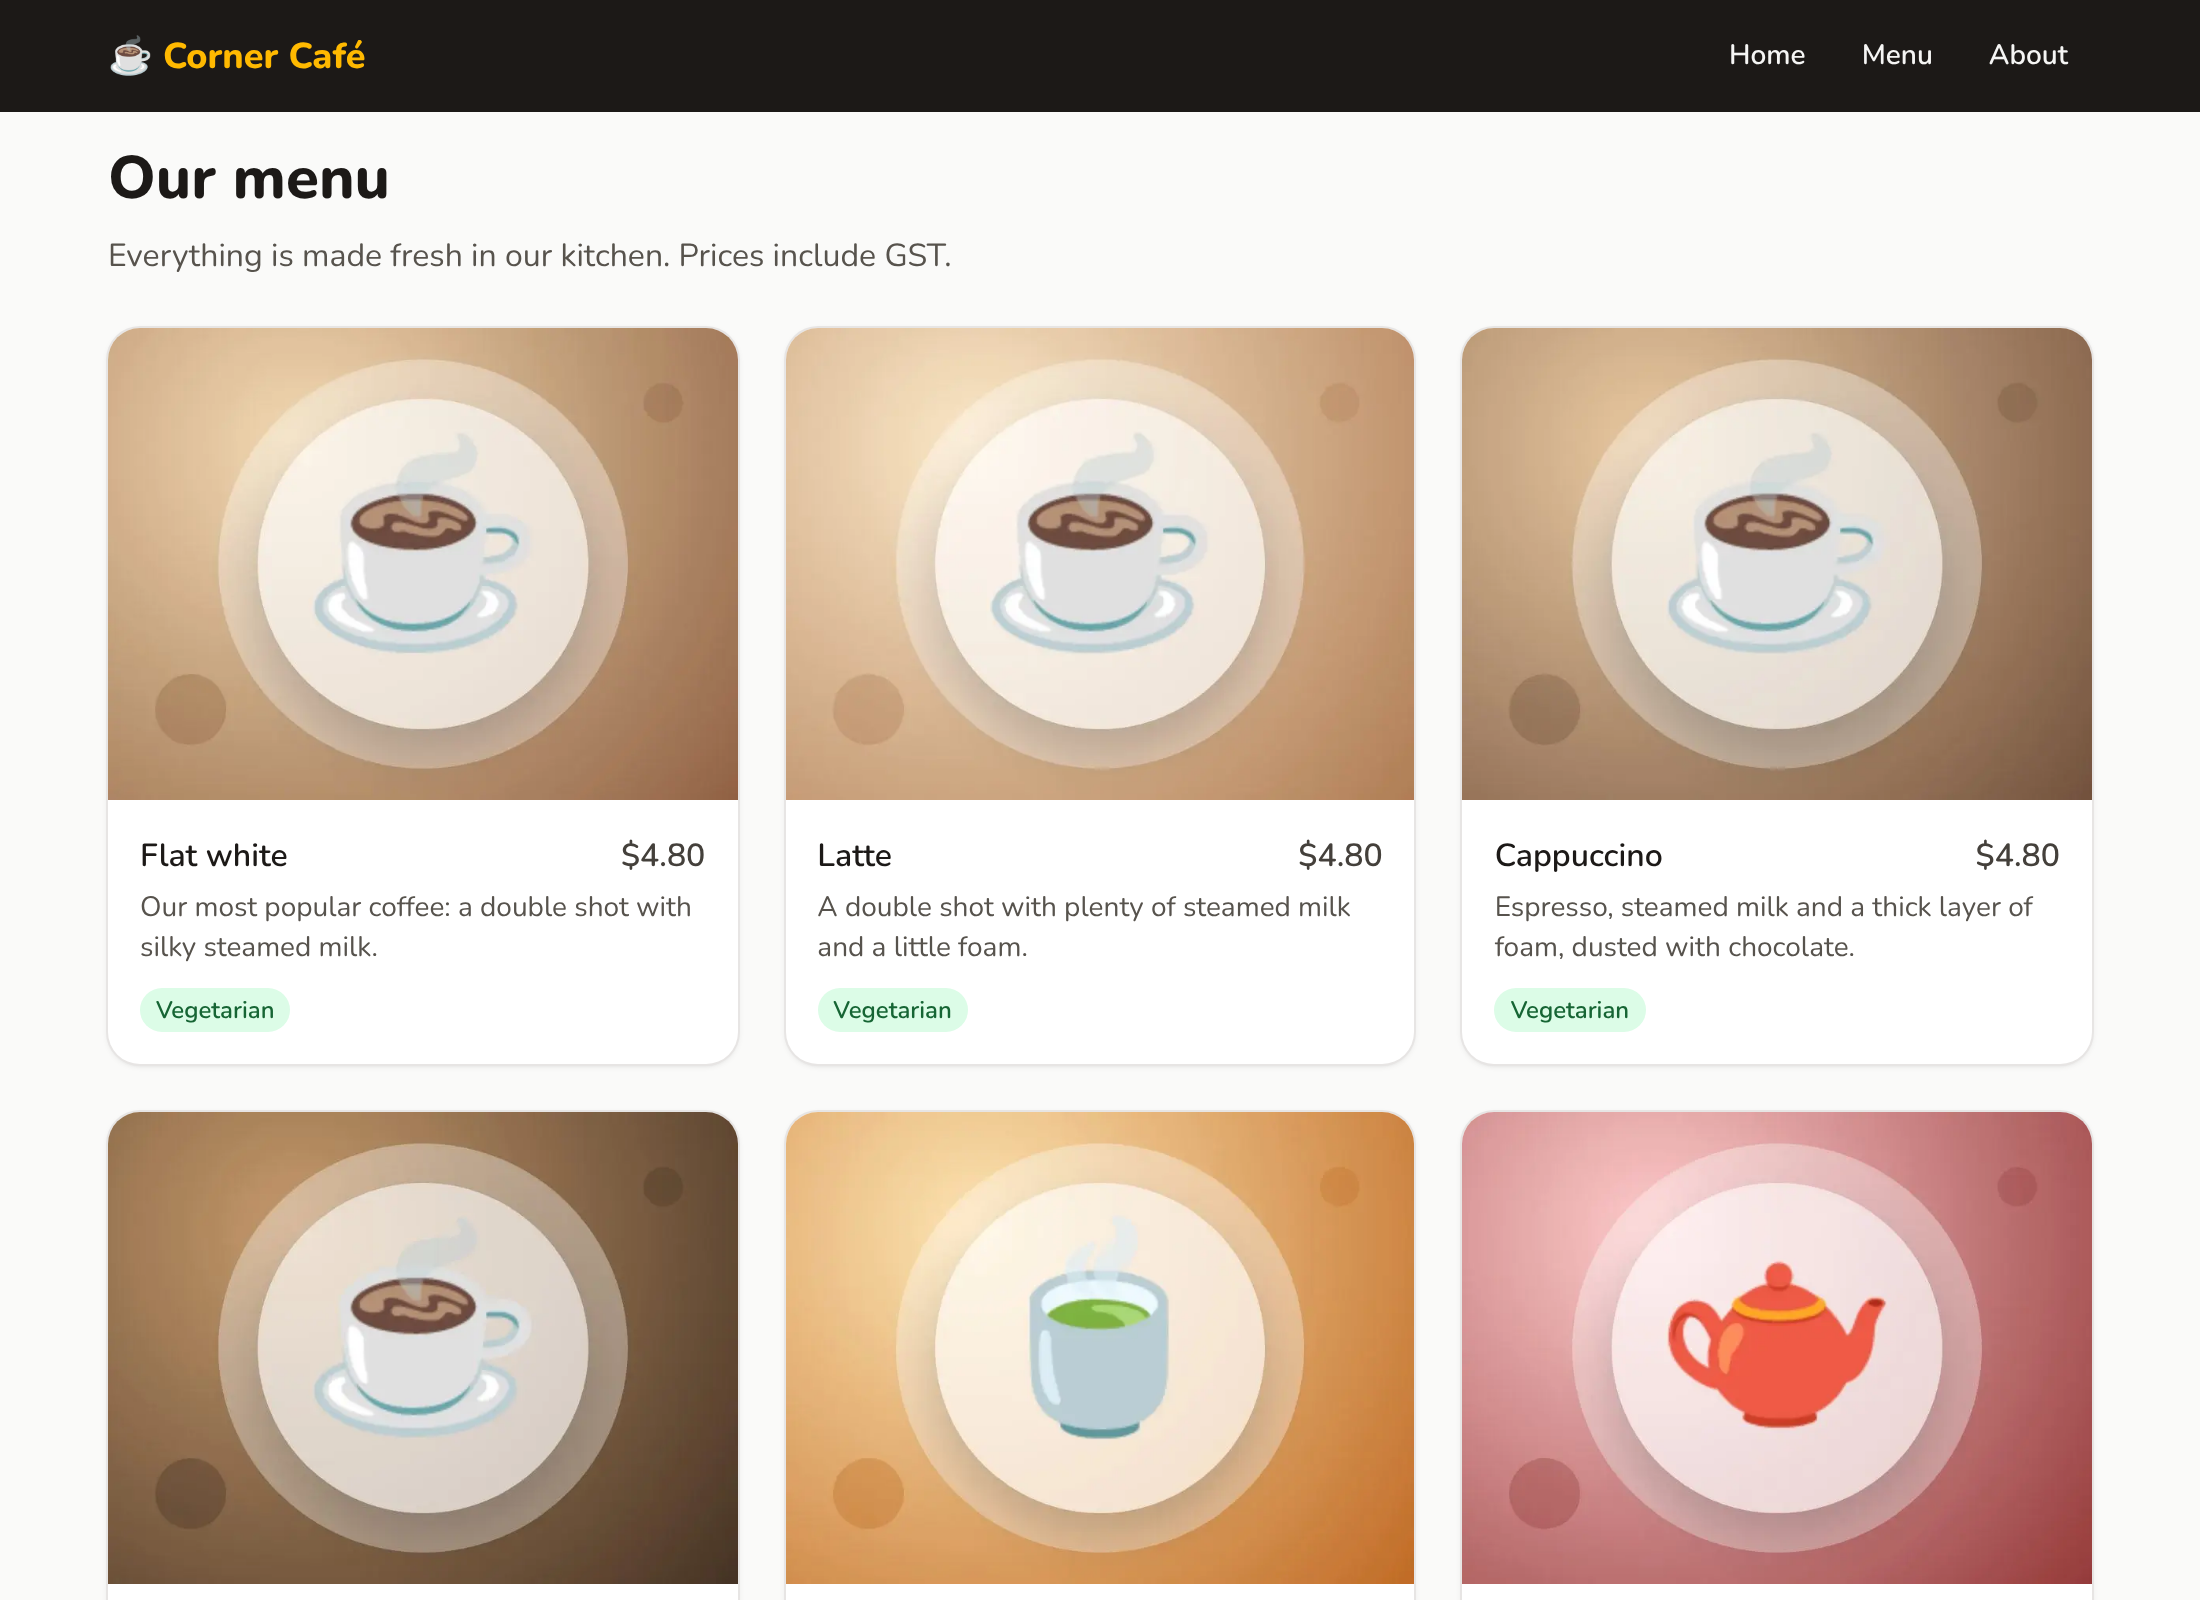 Corner Café
Home Menu About
Our menu
Everything is made fresh in our kitchen. Prices include GST.
Flat white $4.80
Our most popular coffee: a double shot with
silky steamed milk.
Vegetarian
Latte $4.80
A double shot with plenty of steamed milk
and a little foam.
Vegetarian
Cappuccino $4.80
Espresso, steamed milk and a thick layer of
foam, dusted with chocolate.
Vegetarian